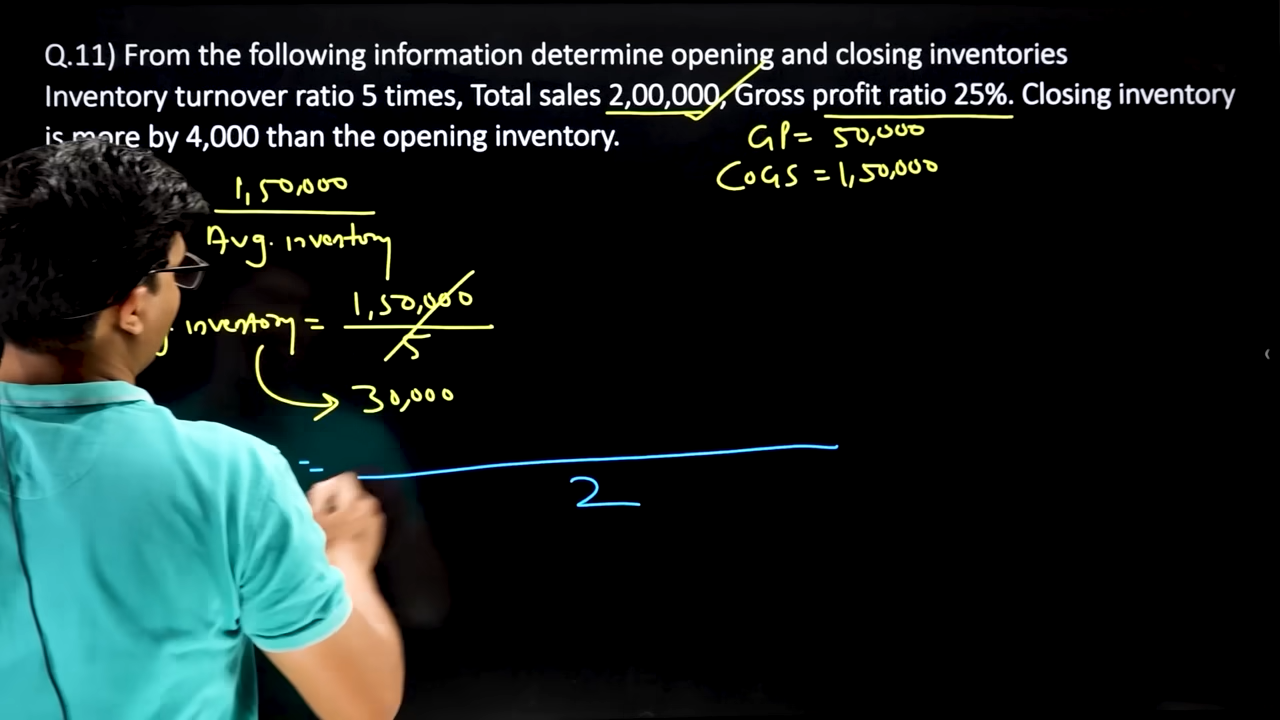 Q.11) From the following information determine opening and closing inventories
Inventory turnover ratio 5 times, Total sales 2,00,000, Gross profit ratio 25%. Closing inventory
is more by 4,000 than the opening inventory.
GP = 50,000
COGS = 1,50,000
1,50,000
Avg. inventory
inventory = 1,50,000
5
30,000
=
2